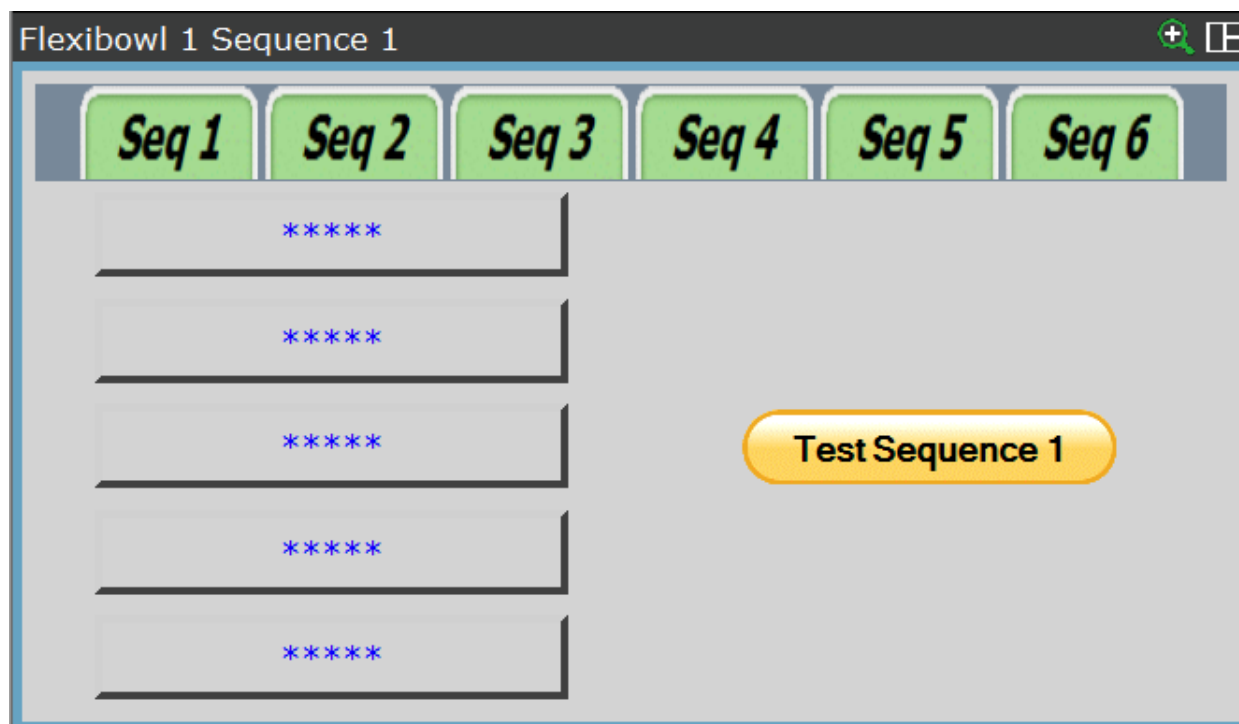 Flexibowl 1 Sequence 1
Seq 1 Seq 2 Seq 3 Seq 4 Seq 5 Seq 6
*****
*****
*****
Test Sequence 1
*****
*****